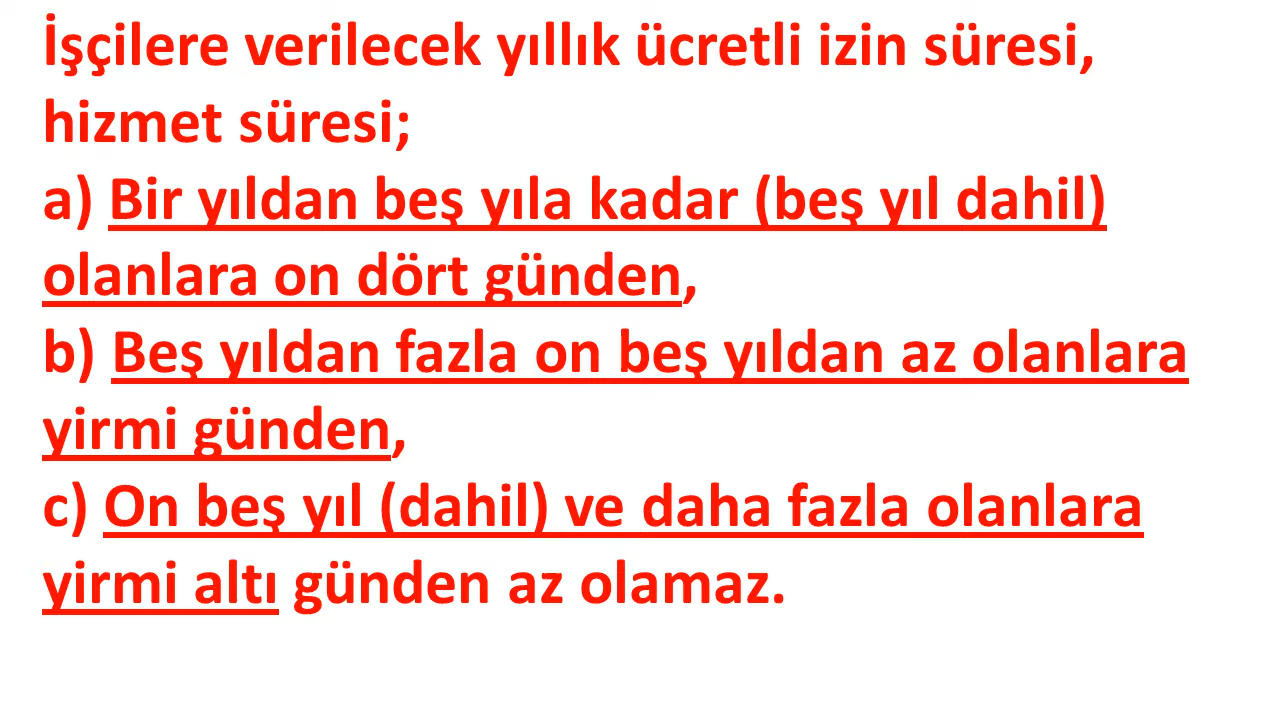 İşçilere verilecek yıllık ücretli izin süresi,
hizmet süresi;
a) Bir yıldan beş yıla kadar (beş yıl dahil)
olanlara on dört günden,
b) Beş yıldan fazla on beş yıldan az olanlara
yirmi günden,
c) On beş yıl (dahil) ve daha fazla olanlara
yirmi altı günden az olamaz.